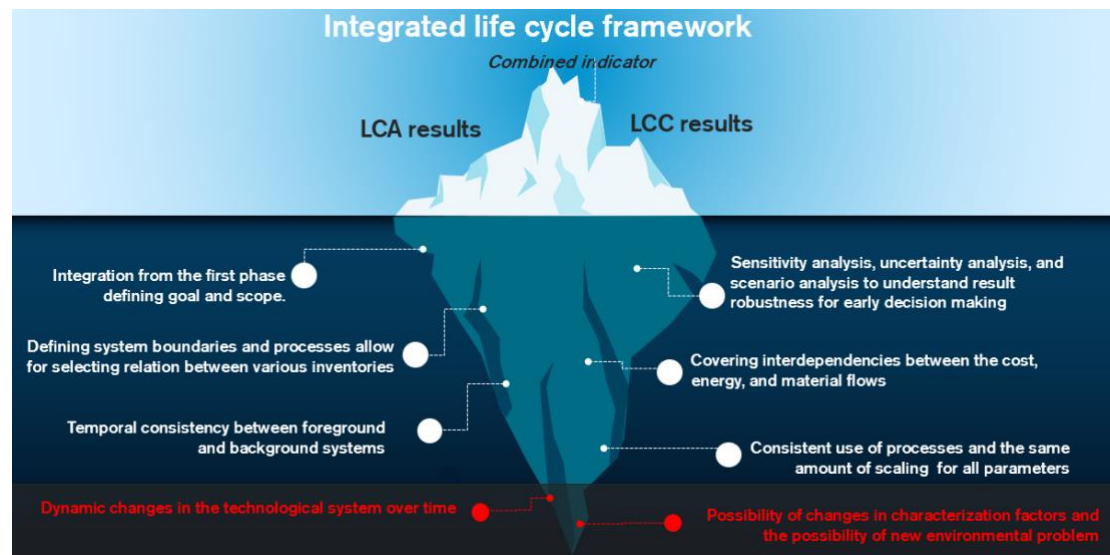 Integrated life cycle framework
Combined indicator
LCA results
LCC results
Integration from the first phase
defining goal and scope.
Sensitivity analysis, uncertainty analysis, and
scenario analysis to understand result
robustness for early decision making
Defining system boundaries and processes allow
for selecting relation between various inventories
Covering interdependencies between the cost,
energy, and material flows
Temporal consistency between foreground
and background systems
Consistent use of processes and the same
amount of scaling for all parameters
Dynamic changes in the technological system over time
Possibility of changes in characterization factors and
the possibility of new environmental problem